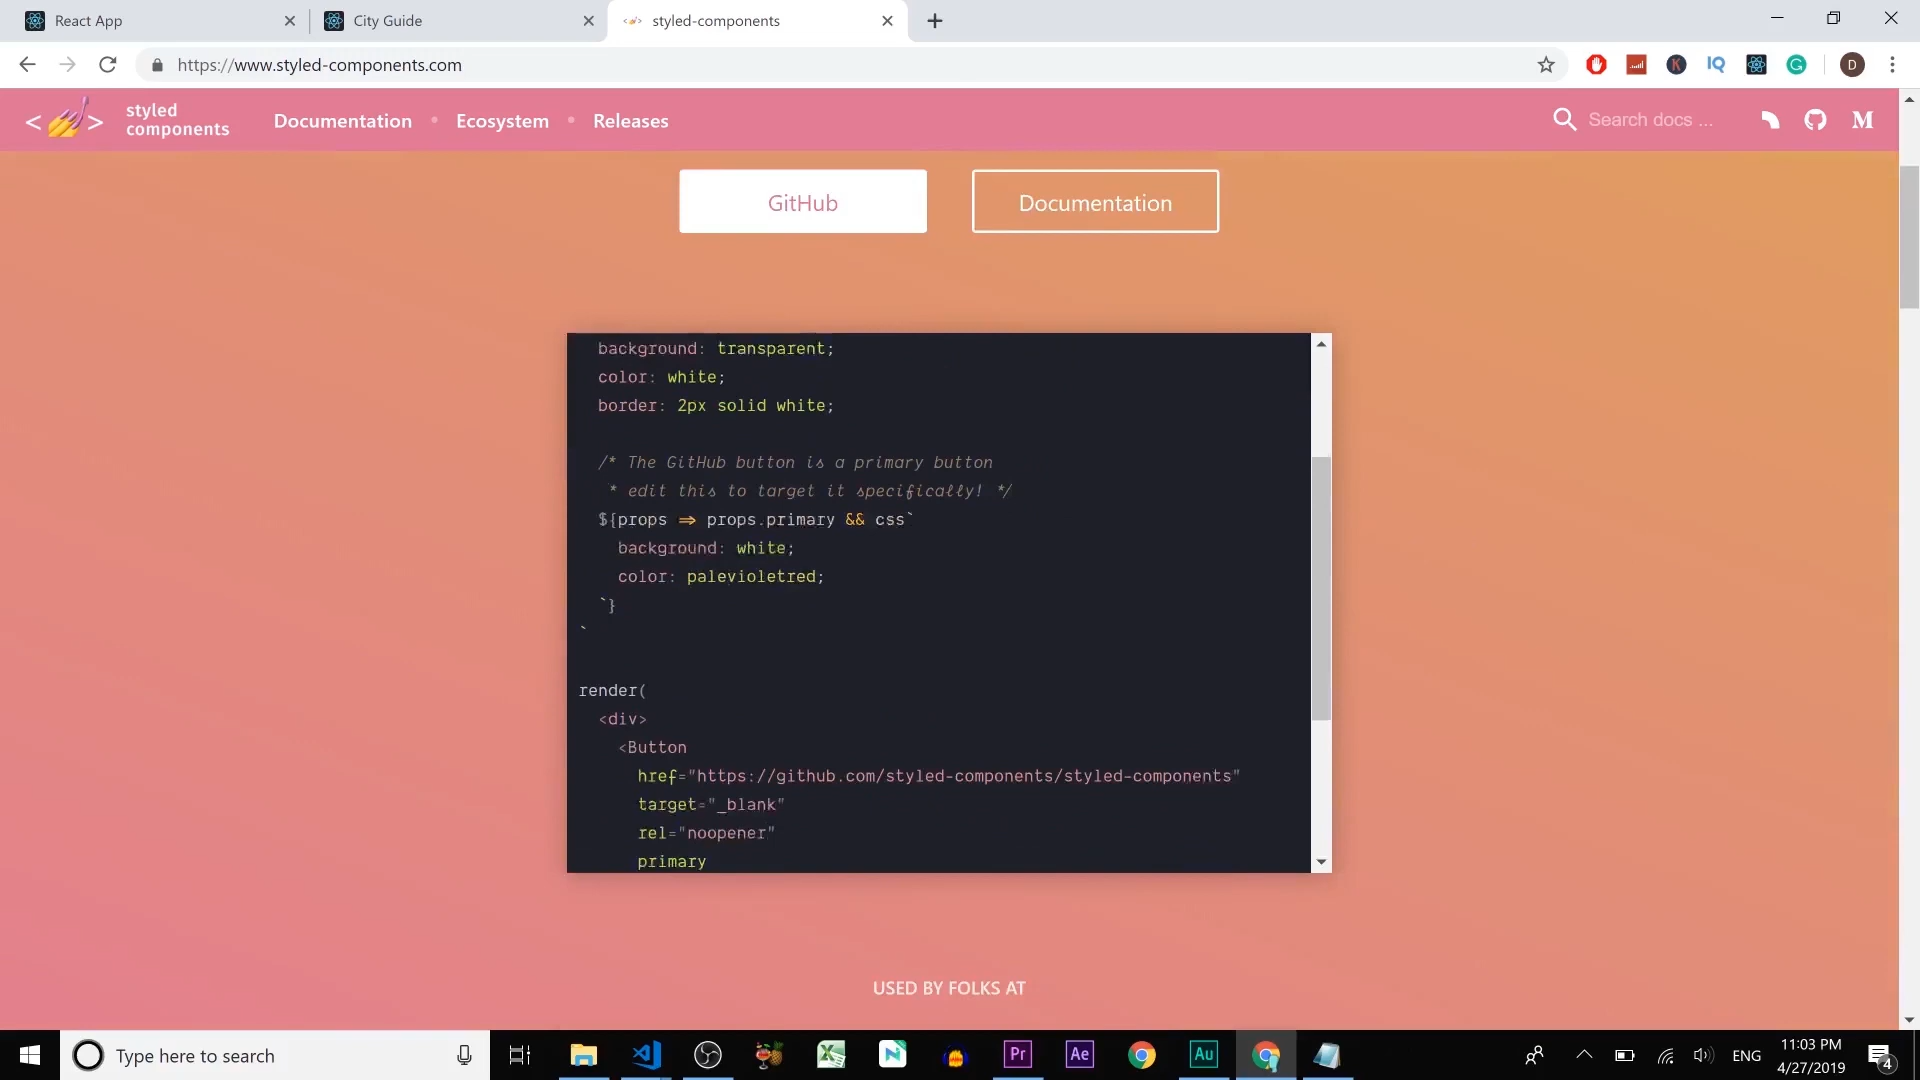 React App
City Guide
styled-components
https://www.styled-components.com
D
styled
components
Documentation • Ecosystem • Releases
Search docs ...
GitHub
Documentation
background: transparent;
color: white;
border: 2px solid white;
/* The GitHub button is a primary button
* edit this to target it specifically! */
${props => props.primary && css`
background: white;
color: palevioletred;
`}
`
render(
<div>
<Button
href="https://github.com/styled-components/styled-components"
target="_blank"
rel="noopener"
primary
USED BY FOLKS AT
Type here to search
Pr
Ae
Au
ENG
11:03 PM
4/27/2019
4